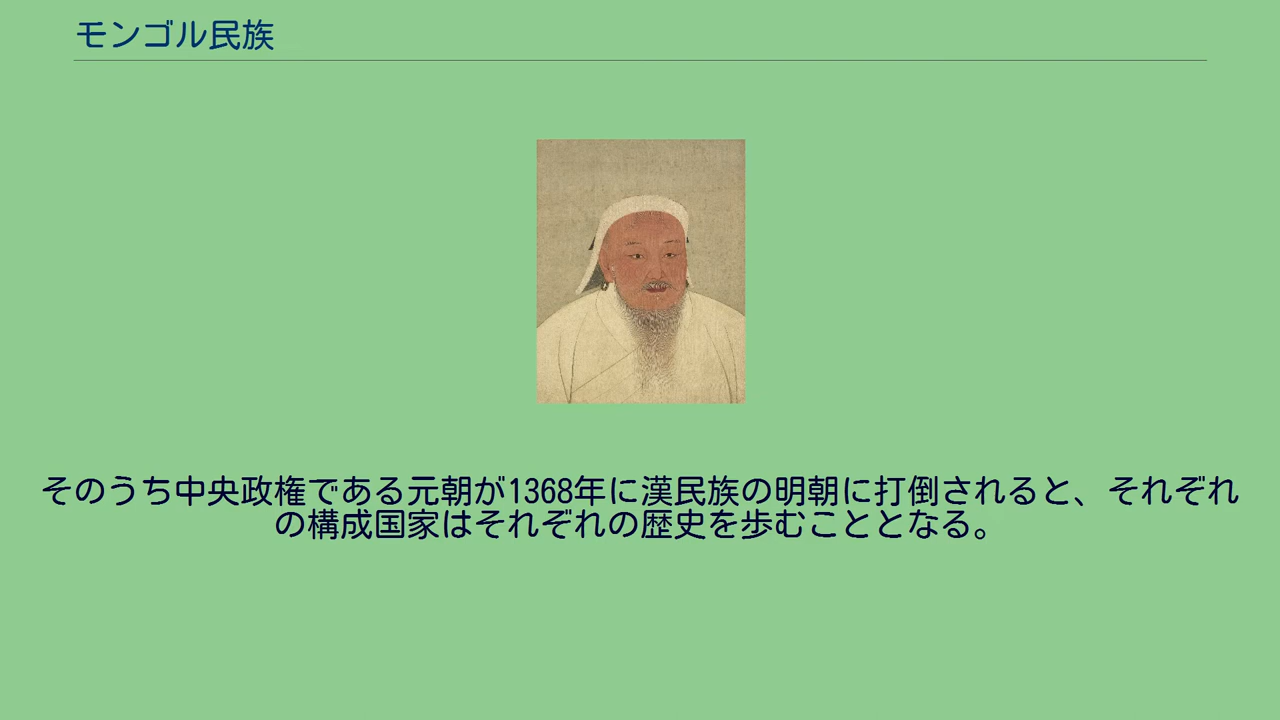 モンゴル民族
そのうち中央政権である元朝が1368年に漢民族の明朝に打倒されると、それぞれ
の構成国家はそれぞれの歴史を歩むこととなる。